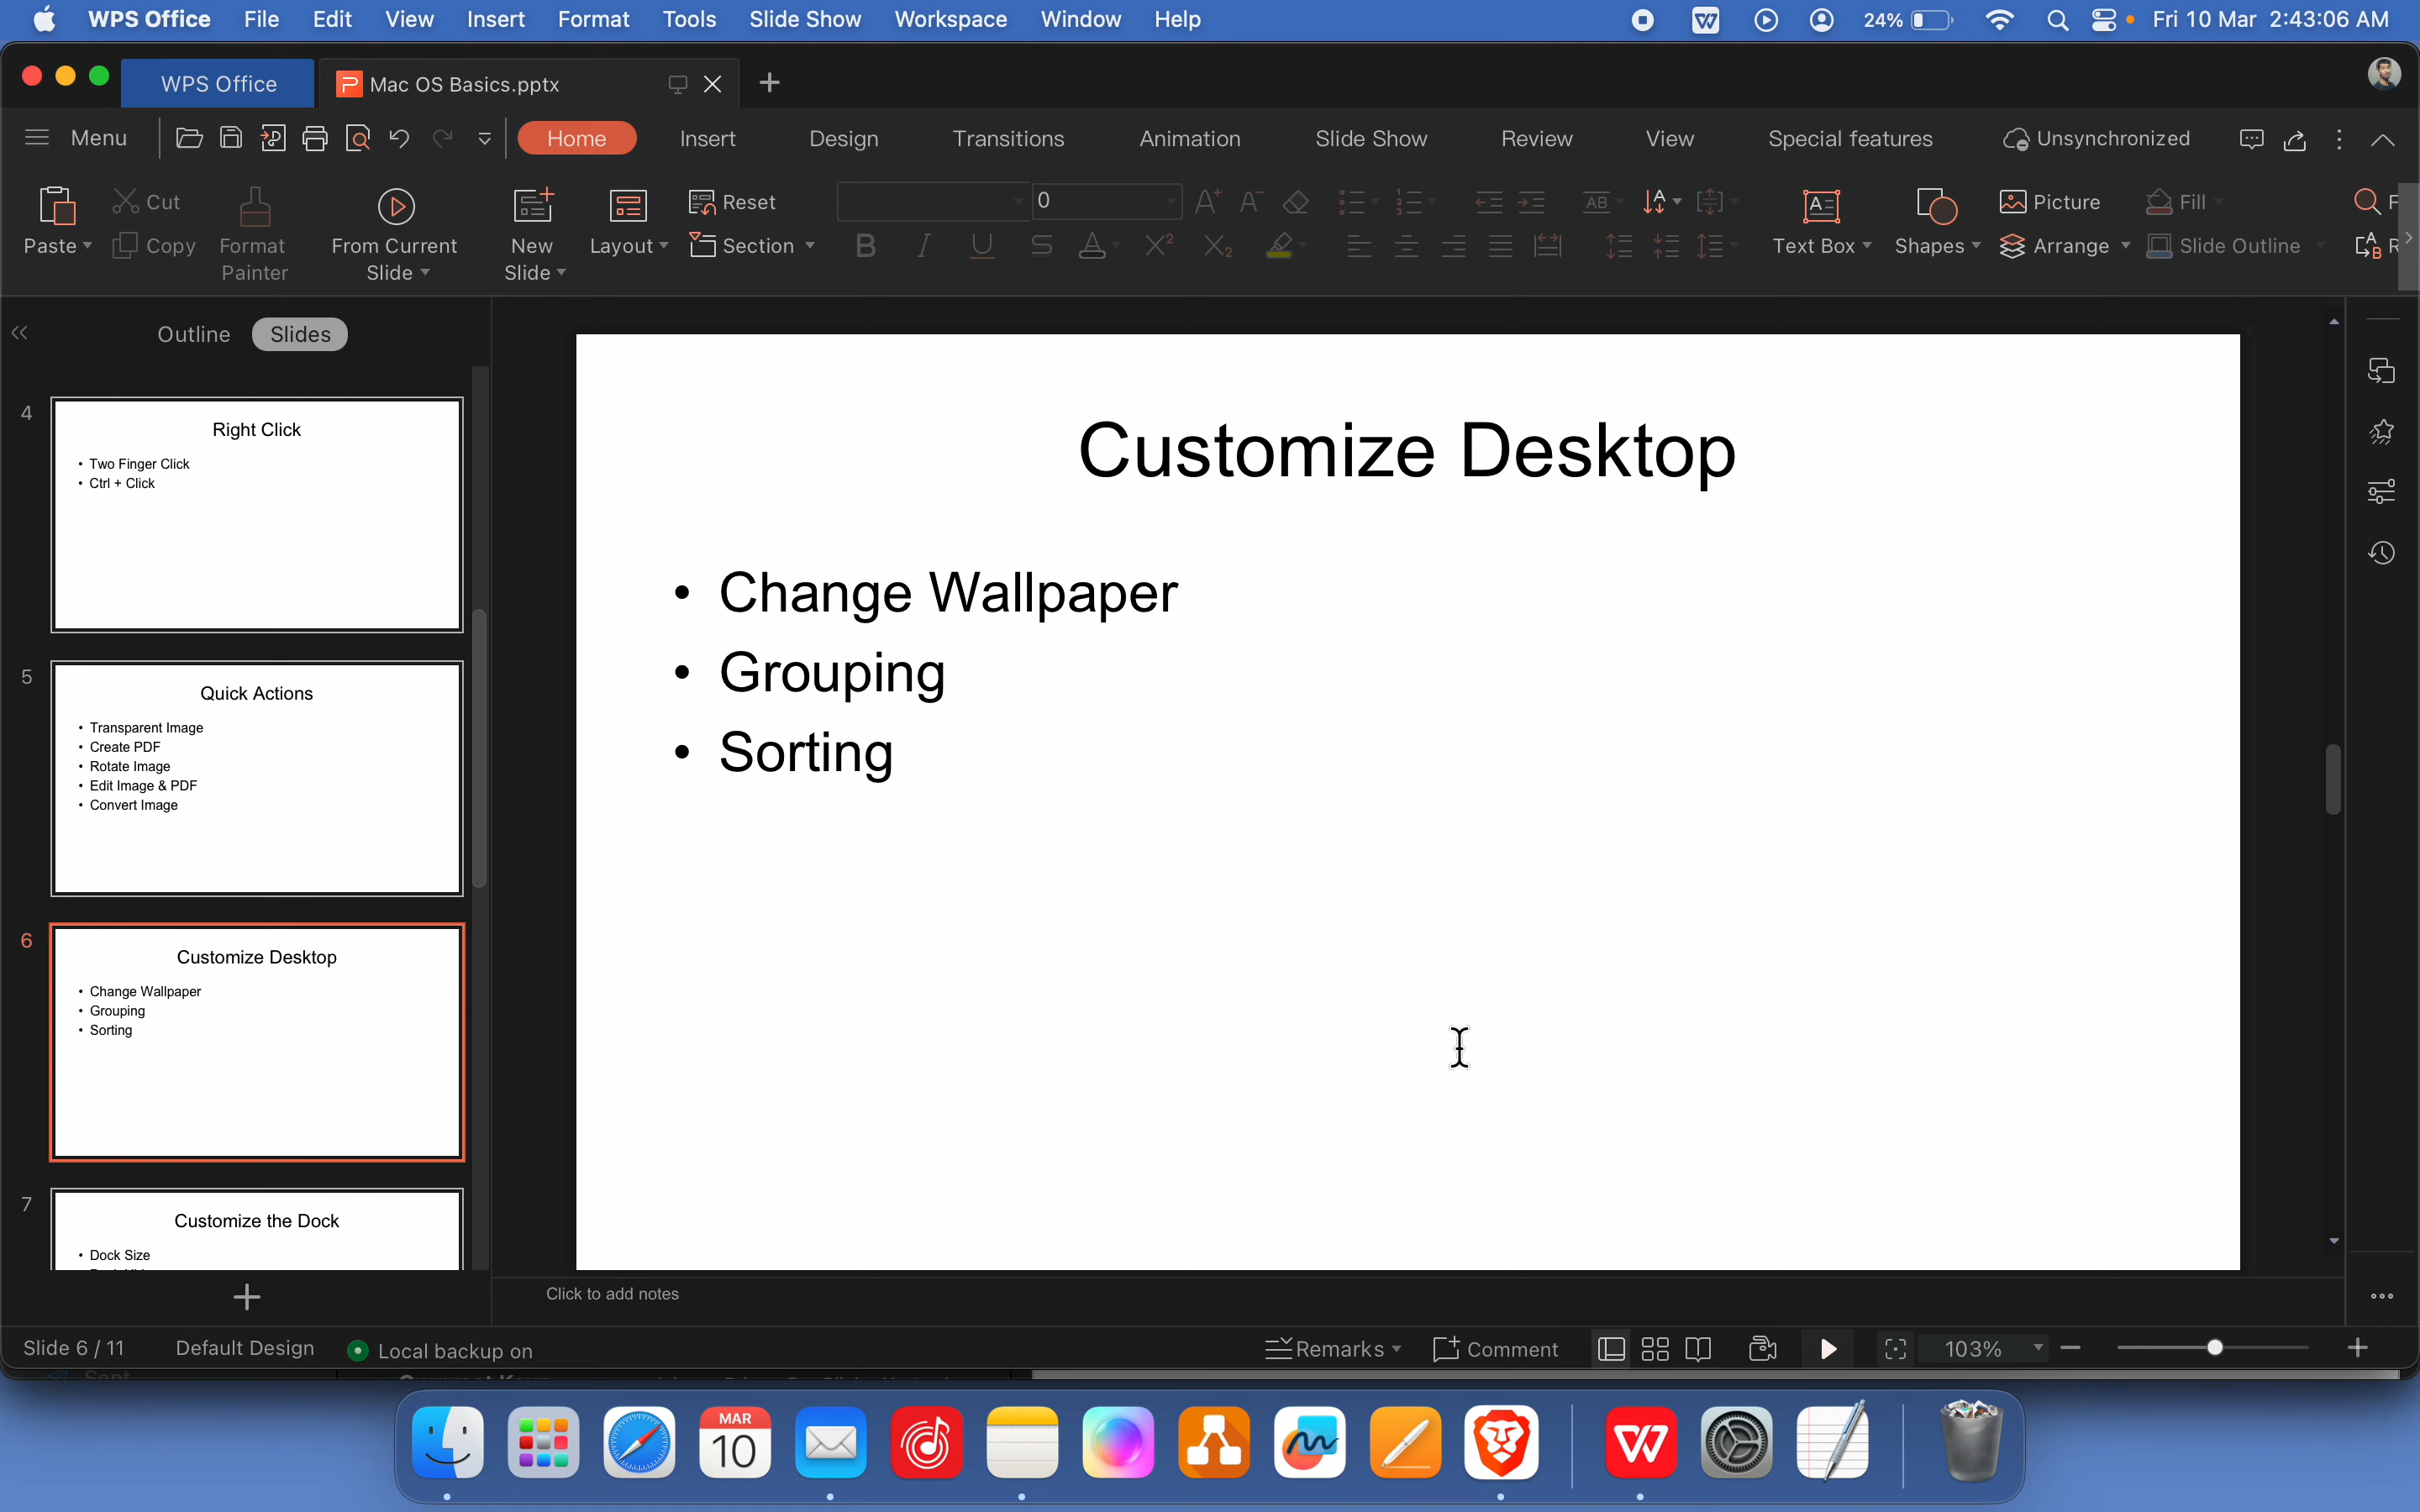 WPS Office File Edit View Insert Format Tools Slide Show Workspace Window Help 24% Fri 10 Mar 2:43:06 AM
WPS Office Mac OS Basics.pptx
Menu Home Insert Design Transitions Animation Slide Show Review View Special features Unsynchronized
Cut Reset 0 Picture Fill
Paste Copy Format Painter From Current Slide New Slide Layout Section Text Box Shapes Arrange Slide Outline
Outline Slides
4
Right Click
• Two Finger Click
• Ctrl + Click
5
Quick Actions
• Transparent Image
• Create PDF
• Rotate Image
• Edit Image & PDF
• Convert Image
6
Customize Desktop
• Change Wallpaper
• Grouping
• Sorting
7
Customize the Dock
• Dock Size
Customize Desktop
• Change Wallpaper
• Grouping
• Sorting
Click to add notes
Slide 6 / 11 Default Design Local backup on Remarks Comment 103%
MAR
10